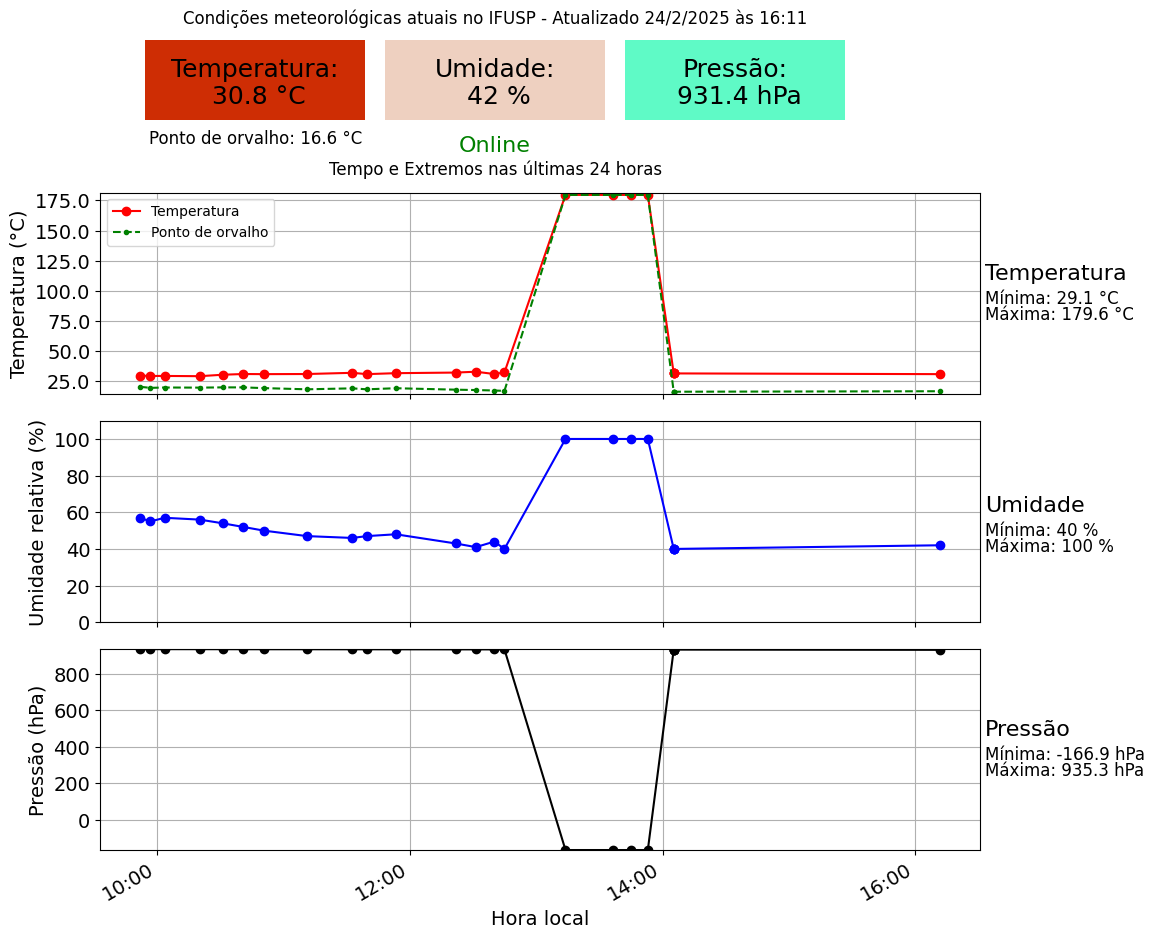 Condições meteorológicas atuais no IFUSP - Atualizado 24/2/2025 às 16:11
Temperatura:
30.8 °C
Umidade:
42 %
Pressão:
931.4 hPa
Ponto de orvalho: 16.6 °C
Online
Tempo e Extremos nas últimas 24 horas
Temperatura (°C)
175.0
150.0
125.0
100.0
75.0
50.0
25.0
Temperatura
Ponto de orvalho
Temperatura
Mínima: 29.1 °C
Máxima: 179.6 °C
Umidade relativa (%)
100
80
60
40
20
0
Umidade
Mínima: 40 %
Máxima: 100 %
Pressão (hPa)
800
600
400
200
0
Pressão
Mínima: -166.9 hPa
Máxima: 935.3 hPa
10:00
12:00
14:00
16:00
Hora local